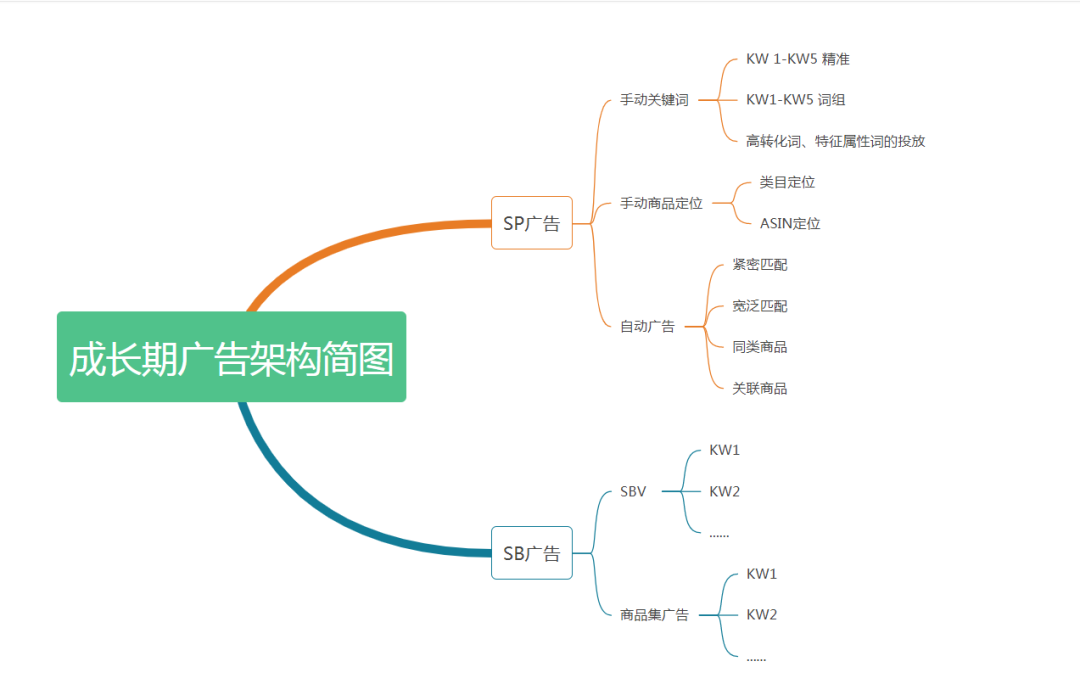 成长期广告架构简图
SP广告
手动关键词
KW 1-KW5 精准
KW1-KW5 词组
高转化词、特征属性词的投放
手动商品定位
类目定位
ASIN定位
自动广告
紧密匹配
宽泛匹配
同类商品
关联商品
SB广告
SBV
KW1
KW2
......
商品集广告
KW1
KW2
......